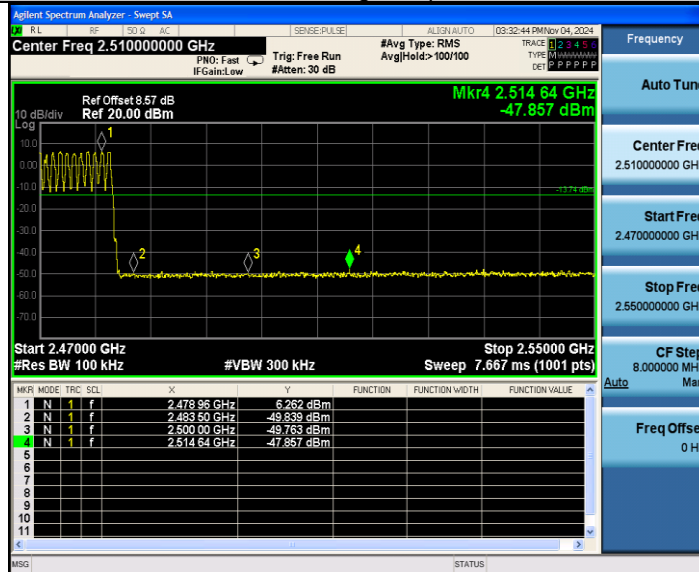 Agilent Spectrum Analyzer - Swept SA
RL RF 50 Ω AC SENSE:PULSE ALIGN AUTO 03:32:44 PM Nov 04, 2024
Center Freq 2.510000000 GHz
#Avg Type: RMS
TRACE 1 2 3 4 5 6
PNO: Fast Trig: Free Run Avg|Hold:>100/100 TYPE
IFGain:Low #Atten: 30 dB DET P P P P P P
Mkr4 2.514 64 GHz
-47.857 dBm
Ref Offset 8.57 dB
10 dB/div Ref 20.00 dBm
Log
10.0
0.00
-10.0
-20.0
-30.0
-40.0
-50.0
-60.0
-70.0
1
2
3
4
-13.74 dBm
Start 2.47000 GHz Stop 2.55000 GHz
#Res BW 100 kHz #VBW 300 kHz Sweep 7.667 ms (1001 pts)
MKR MODE TRC SCL X Y FUNCTION FUNCTION WIDTH FUNCTION VALUE
1 N 1 f 2.478 96 GHz 6.262 dBm
2 N 1 f 2.483 50 GHz -49.839 dBm
3 N 1 f 2.500 00 GHz -49.763 dBm
4 N 1 f 2.514 64 GHz -47.857 dBm
5
6
7
8
9
10
11
MSG STATUS
Frequency
Auto Tun
Center Fre
2.510000000 GH
Start Fre
2.470000000 GH
Stop Fre
2.550000000 GH
CF Ste
8.000000 MH
Auto Ma
Freq Offse
0 H